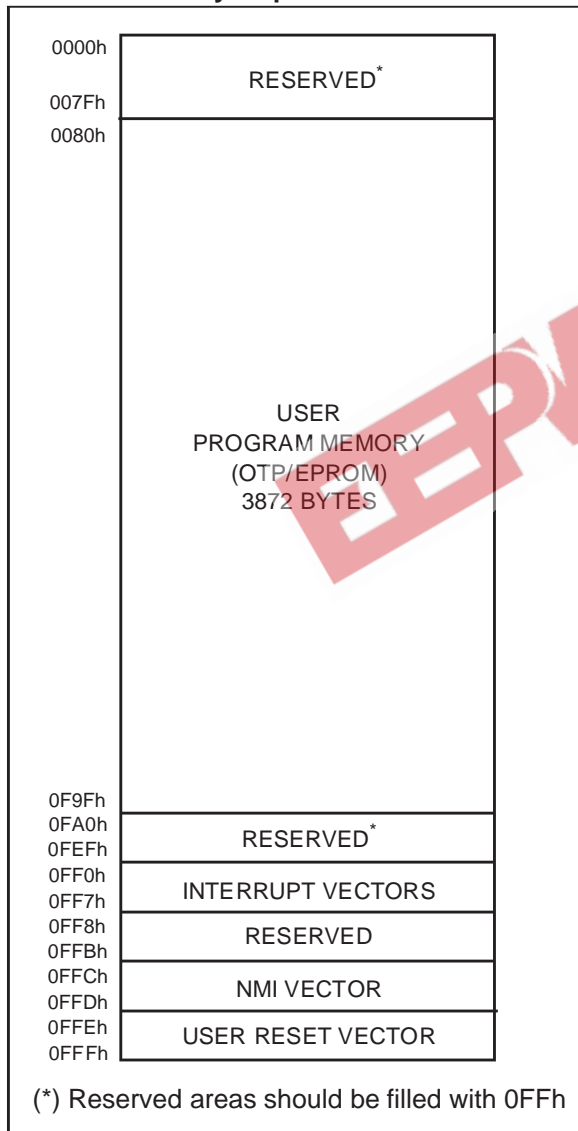 0000h
RESERVED*
007Fh
0080h
USER
PROGRAM MEMORY
(OTP/EPROM)
3872 BYTES
0F9Fh
0FA0h
RESERVED*
0FEFh
0FF0h
INTERRUPT VECTORS
0FF7h
0FF8h
RESERVED
0FFBh
0FFCh
NMI VECTOR
0FFDh
0FFEh
USER RESET VECTOR
0FFFh
(*) Reserved areas should be filled with 0FFh